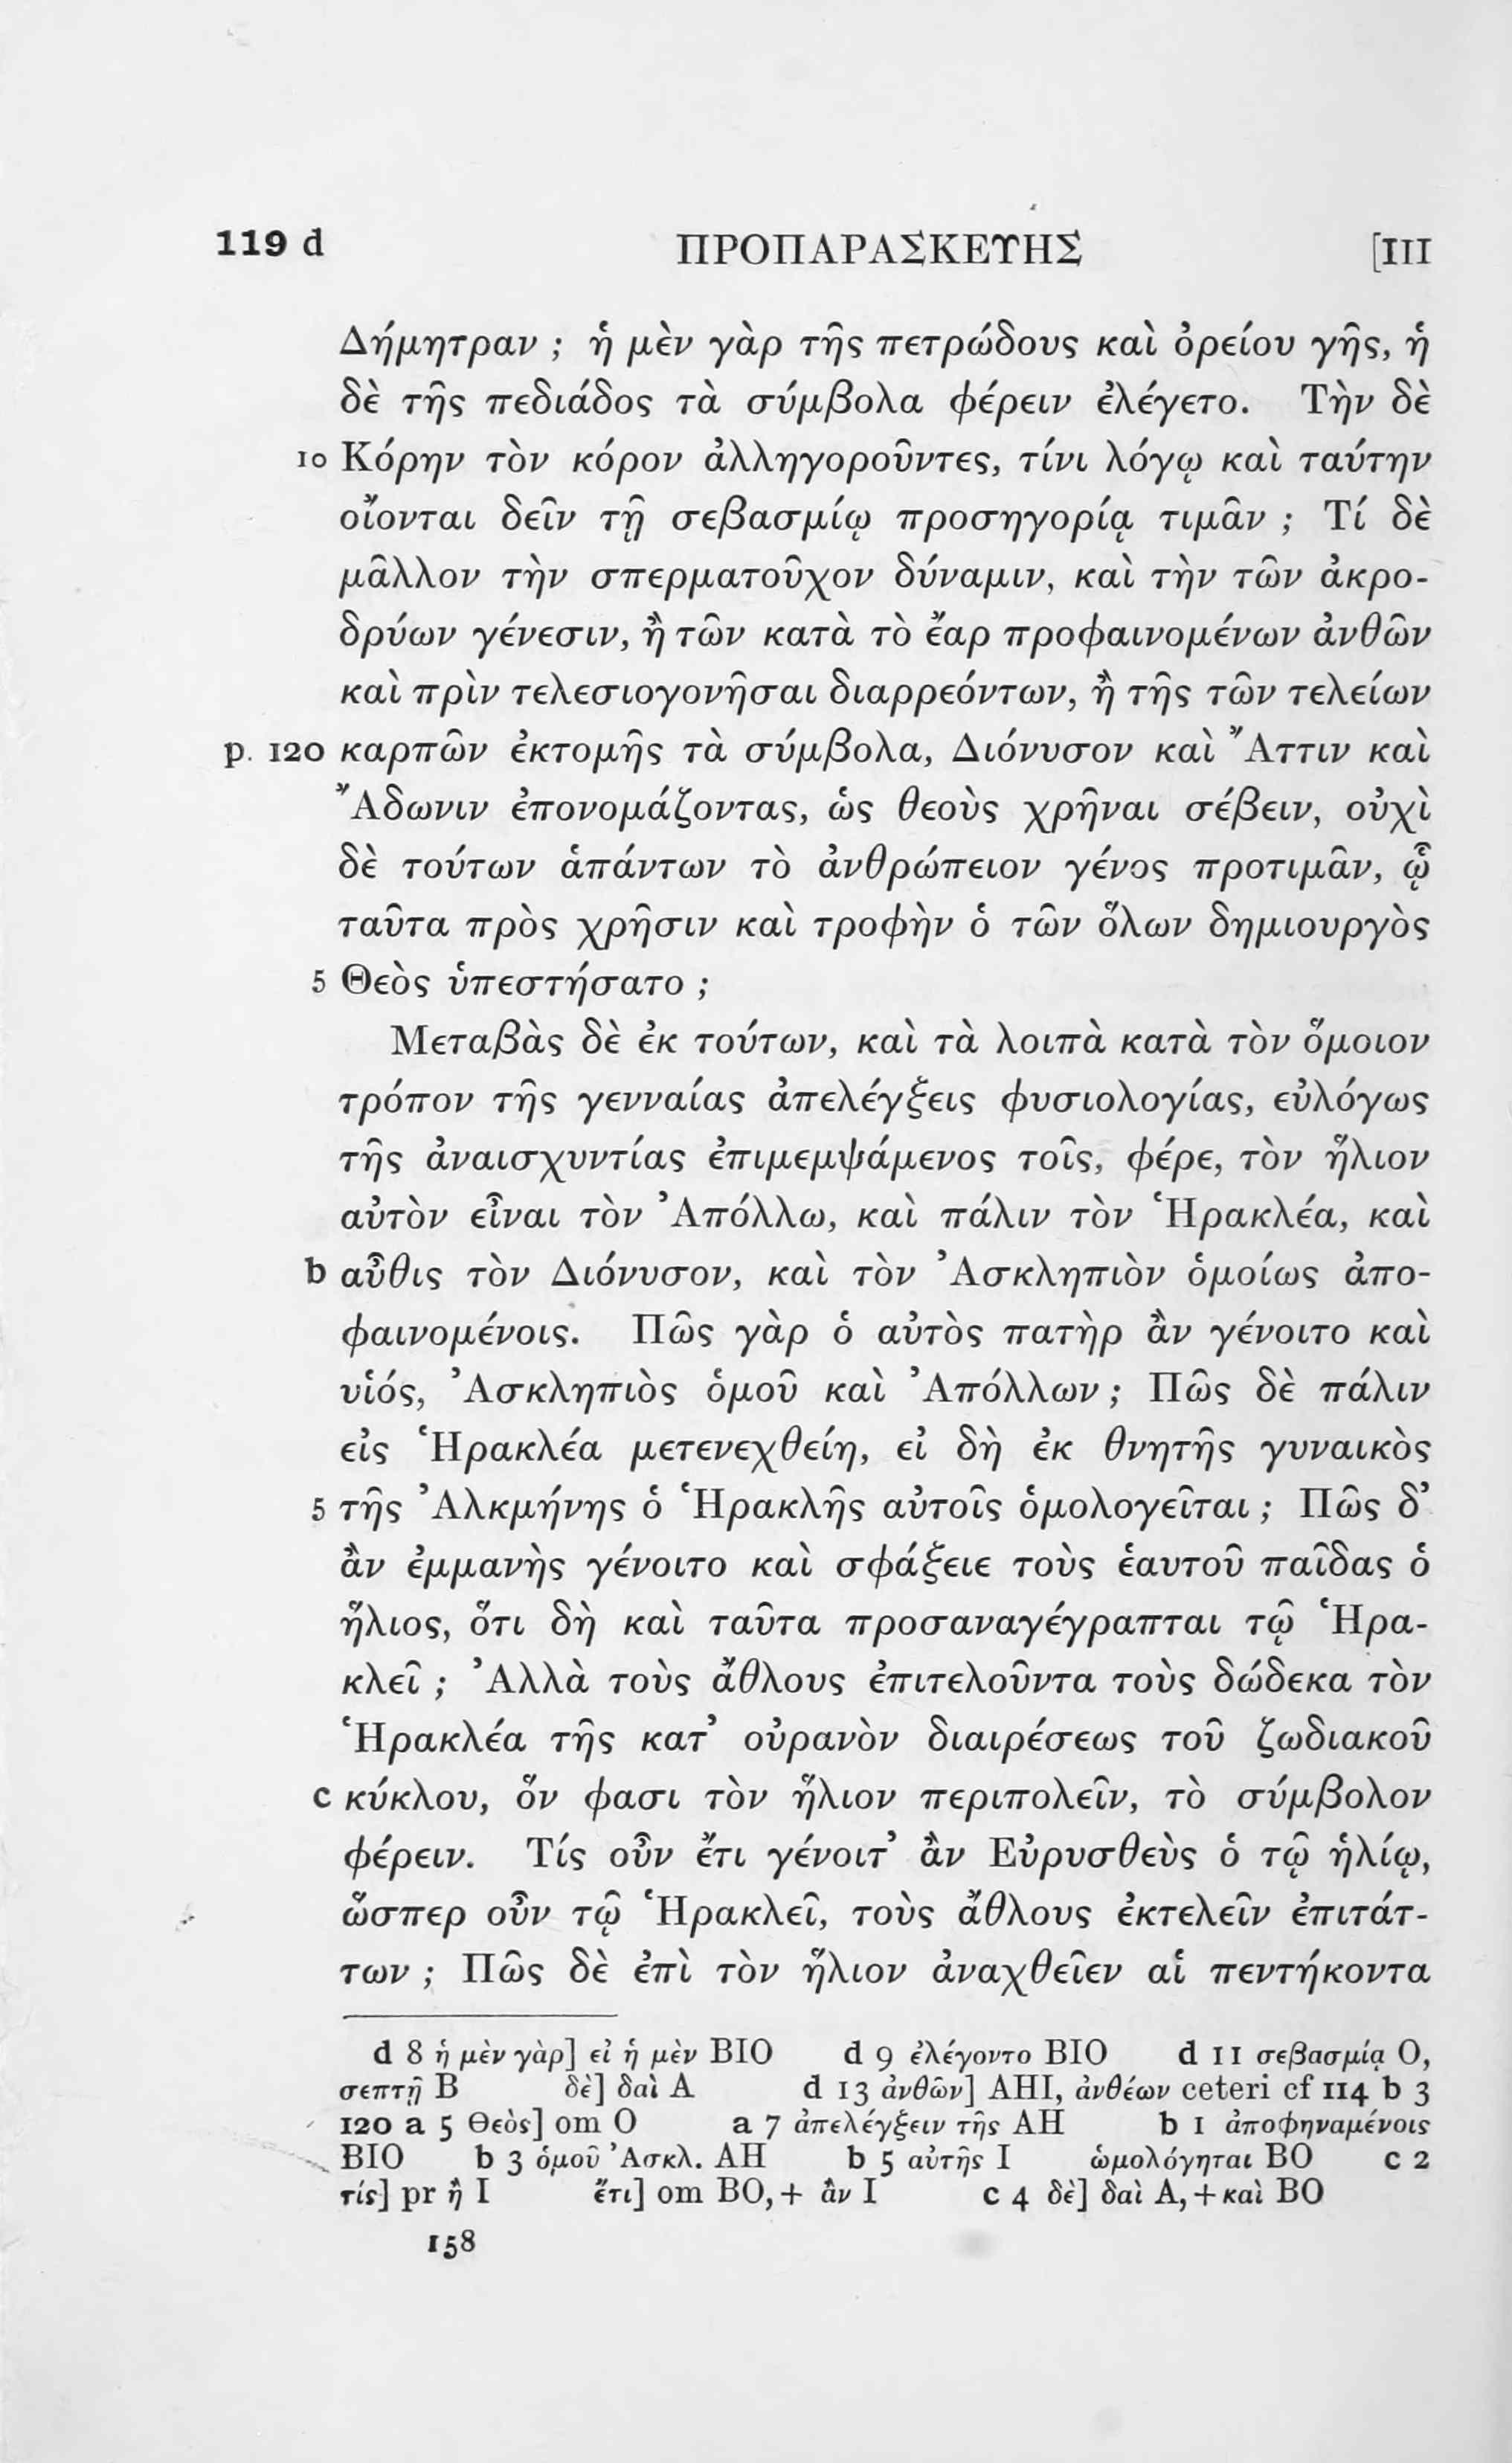 119 d ΠΡΟΠΑΡΑΣΚΕΥΗΣ [III
Δήμητραν ; ἡ μὲν γὰρ τῆς πετρώδους καὶ ὀρείου γῆς, ἡ
δὲ τῆς πεδιάδος τὰ σύμβολα φέρειν ἐλέγετο. Τὴν δὲ
10 Κόρην τὸν κόρον ἀλληγοροῦντες, τίνι λόγῳ καὶ ταύτην
οἴονται δεῖν τῇ σεβασμίῳ προσηγορίᾳ τιμᾶν ; Τί δὲ
μᾶλλον τὴν σπερματοῦχον δύναμιν, καὶ τὴν τῶν ἀκρο-
δρύων γένεσιν, ἢ τῶν κατὰ τὸ ἔαρ προφαινομένων ἀνθῶν
καὶ πρὶν τελεσιογονῆσαι διαρρεόντων, ἢ τῆς τῶν τελείων
p. 120 καρπῶν ἐκτομῆς τὰ σύμβολα, Διόνυσον καὶ Ἄττιν καὶ
Ἄδωνιν ἐπονομάζοντας, ὡς θεοὺς χρῆναι σέβειν, οὐχὶ
δὲ τούτων ἁπάντων τὸ ἀνθρώπειον γένος προτιμᾶν, ᾧ
ταῦτα πρὸς χρῆσιν καὶ τροφὴν ὁ τῶν ὅλων δημιουργὸς
5 Θεὸς ὑπεστήσατο ;
Μεταβὰς δὲ ἐκ τούτων, καὶ τὰ λοιπὰ κατὰ τὸν ὅμοιον
τρόπον τῆς γενναίας ἀπελέγξεις φυσιολογίας, εὐλόγως
τῆς ἀναισχυντίας ἐπιμεμψάμενος τοῖς, φέρε, τὸν ἥλιον
αὐτὸν εἶναι τὸν Ἀπόλλω, καὶ πάλιν τὸν Ἡρακλέα, καὶ
b αὖθις τὸν Διόνυσον, καὶ τὸν Ἀσκληπιὸν ὁμοίως ἀπο-
φαινομένοις. Πῶς γὰρ ὁ αὐτὸς πατὴρ ἂν γένοιτο καὶ
υἱός, Ἀσκληπιὸς ὁμοῦ καὶ Ἀπόλλων ; Πῶς δὲ πάλιν
εἰς Ἡρακλέα μετενεχθείη, εἰ δὴ ἐκ θνητῆς γυναικὸς
5 τῆς Ἀλκμήνης ὁ Ἡρακλῆς αὐτοῖς ὁμολογεῖται ; Πῶς δ’
ἂν ἐμμανὴς γένοιτο καὶ σφάξειε τοὺς ἑαυτοῦ παῖδας ὁ
ἥλιος, ὅτι δὴ καὶ ταῦτα προσαναγέγραπται τῷ Ἡρα-
κλεῖ ; Ἀλλὰ τοὺς ἄθλους ἐπιτελοῦντα τοὺς δώδεκα τὸν
Ἡρακλέα τῆς κατ’ οὐρανὸν διαιρέσεως τοῦ ζωδιακοῦ
c κύκλου, ὅν φασι τὸν ἥλιον περιπολεῖν, τὸ σύμβολον
φέρειν. Τίς οὖν ἔτι γένοιτ’ ἂν Εὐρυσθεὺς ὁ τῷ ἡλίῳ,
ὥσπερ οὖν τῷ Ἡρακλεῖ, τοὺς ἄθλους ἐκτελεῖν ἐπιτάτ-
των ; Πῶς δὲ ἐπὶ τὸν ἥλιον ἀναχθεῖεν αἱ πεντήκοντα
d 8 ἡ μὲν γὰρ] εἰ ἡ μὲν BIO d 9 ἐλέγοντο BIO d 11 σεβασμίᾳ O,
σεπτῇ B δὲ] δαὶ A d 13 ἀνθῶν] AHI, ἀνθέων ceteri cf 114 b 3
120 a 5 Θεὸς] om O a 7 ἀπελέγξειν τῆς AH b 1 ἀποφηναμένοις
BIO b 3 ὁμοῦ Ἀσκλ. AH b 5 αὐτῆς I ὡμολόγηται BO c 2
τίς] pr ἢ I ἔτι] om BO, + ἂν I c 4 δὲ] δαὶ A, + καὶ BO
158